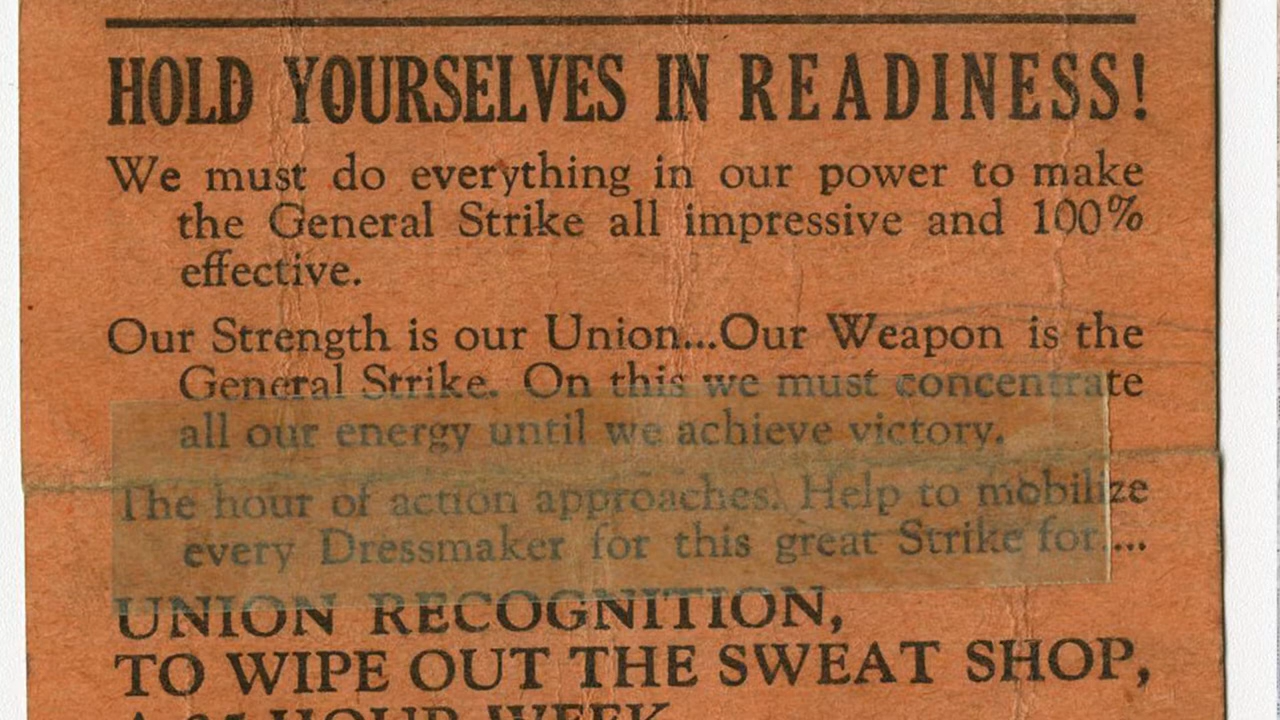 HOLD YOURSELVES IN READINESS!
We must do everything in our power to make
the General Strike all impressive and 100%
effective.
Our Strength is our Union...Our Weapon is the
General Strike. On this we must concentrate
all our energy until we achieve victory.
The hour of action approaches. Help to mobilize
every Dressmaker for this great Strike for....
UNION RECOGNITION,
TO WIPE OUT THE SWEAT SHOP,
A 35 HOUR WEEK